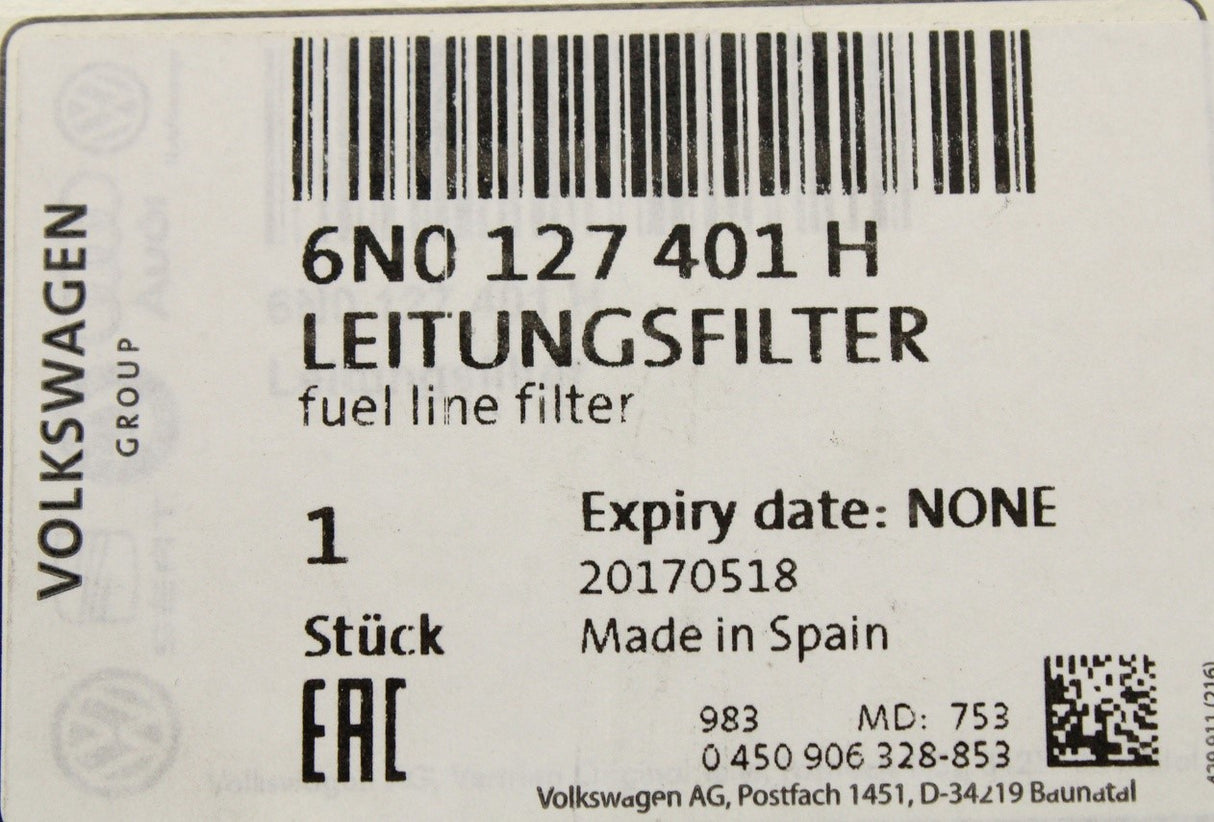 VOLKSWAGEN
GROUP
6N0 127 401 H
LEITUNGSFILTER
fuel line filter
1
Expiry date: NONE
20170518
Stück
Made in Spain
EAC
983 MD: 753
0 450 906 328-853
Volkswagen AG, Postfach 1451, D-34219 Baunatal